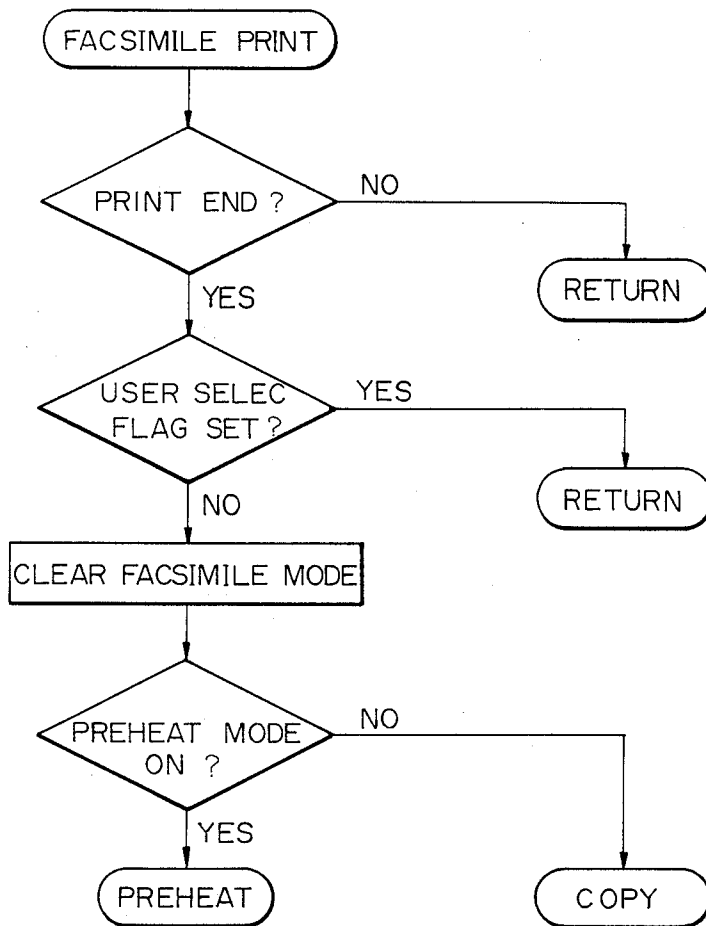 FACSIMILE PRINT
PRINT END ?
NO
RETURN
YES
USER SELEC
FLAG SET ?
YES
RETURN
NO
CLEAR FACSIMILE MODE
PREHEAT MODE
ON ?
NO
YES
PREHEAT
COPY